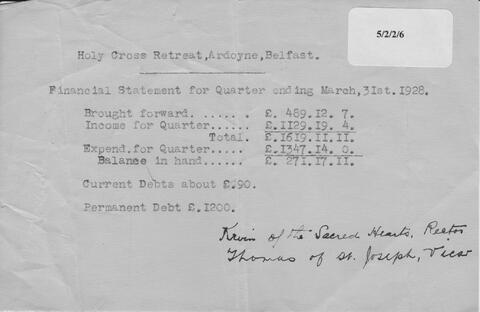 5/2/2/6
Holy Cross Retreat,Ardoyne,Belfast.
Financial Statement for Quarter ending March,31st.1928.
Brought forward. . . . . . £. 489.12. 7.
Income for Quarter...... £.1129.19. 4.
Total. £.1619.11.11.
Expend.for Quarter..... £.1347.14. 0.
Balance in hand...... £. 271.17.11.
Current Debts about £.90.
Permanent Debt £.1200.
Kevin of the Sacred Hearts, Rector
Thomas of St. Joseph, Vicar